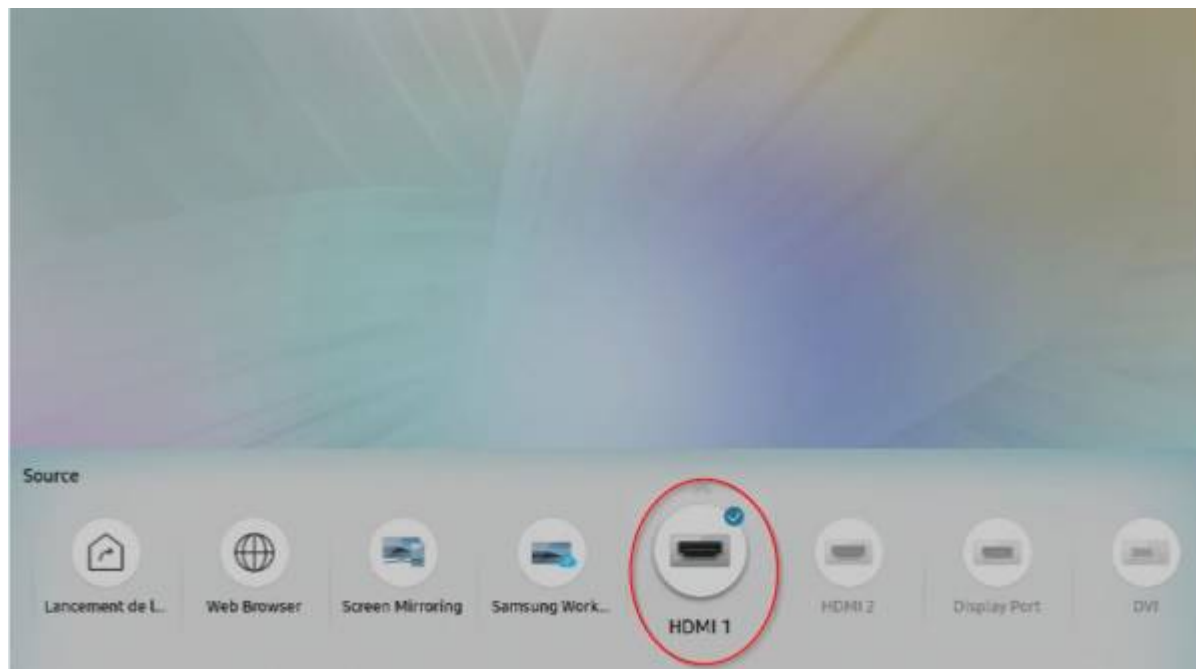 Source
Lancement de l...
Web Browser
Screen Mirroring
Samsung Work...
HDMI 1
HDMI 2
Display Port
DVI